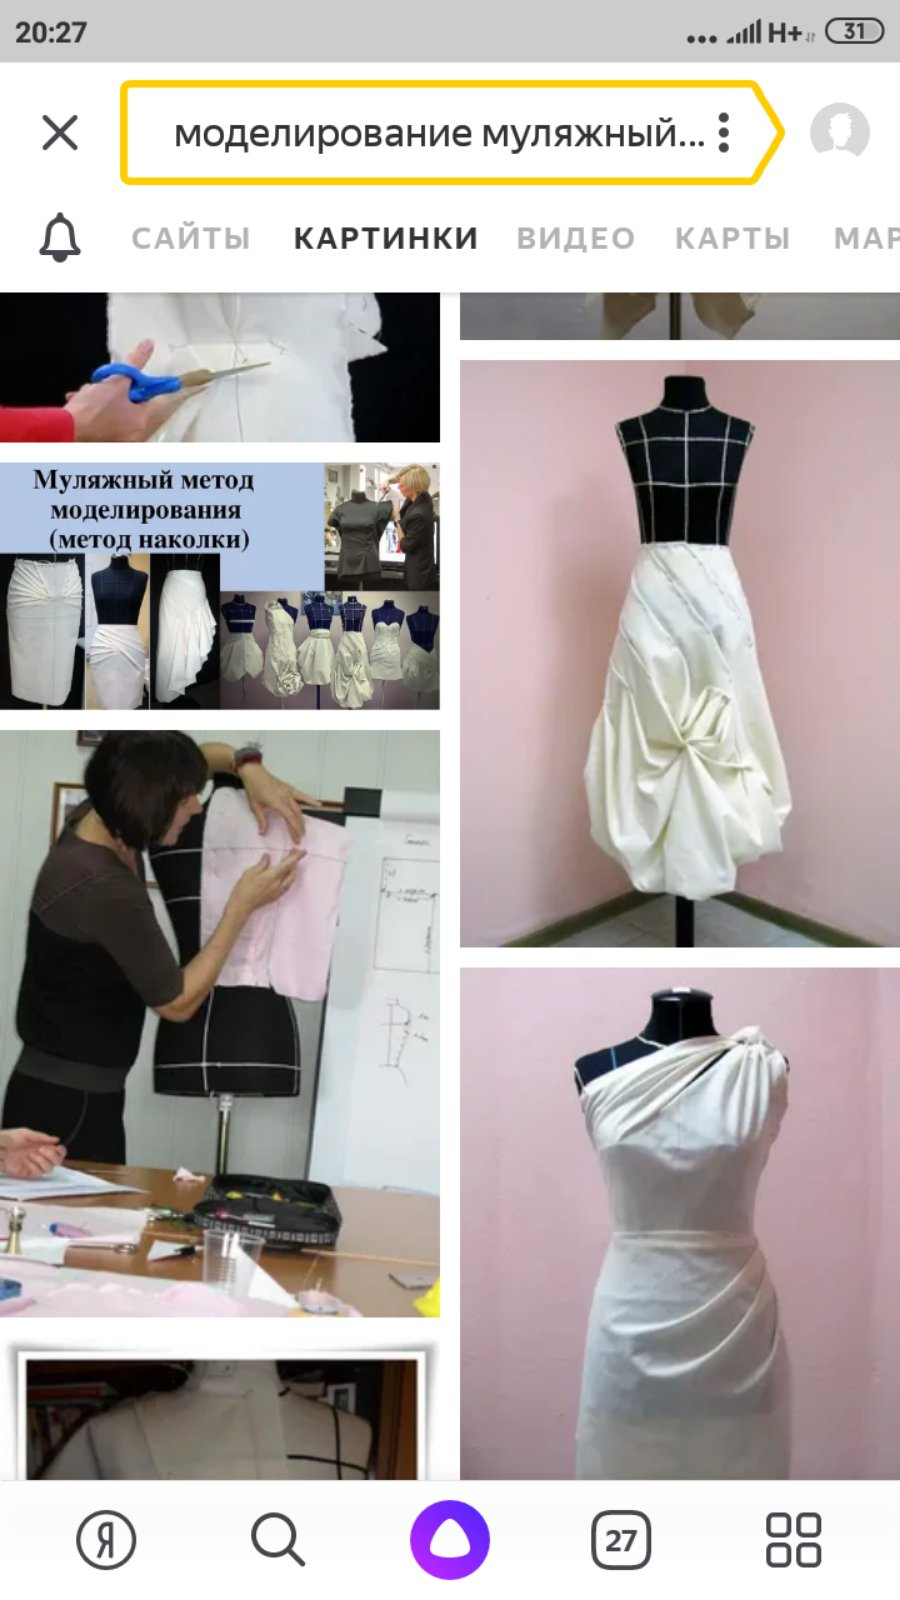 20:27
H+
31
моделирование муляжный...
САЙТЫ КАРТИНКИ ВИДЕО КАРТЫ МАР
Муляжный метод
моделирования
(метод наколки)
Я
27